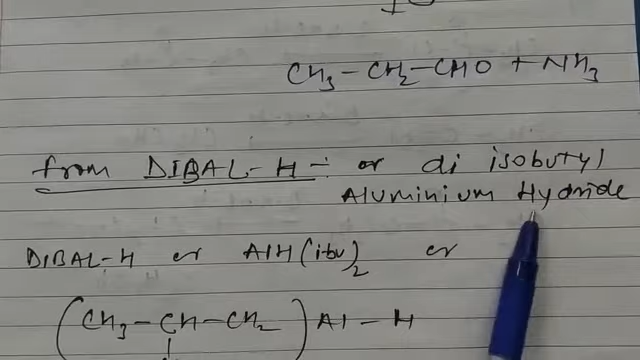 CH3-CH2-CHO + NH3
from DIBAL-H:- or di isobutyl
Aluminium Hydride
DIBAL-H or AlH(ibu)2 or
(CH3-CH-CH2)Al-H